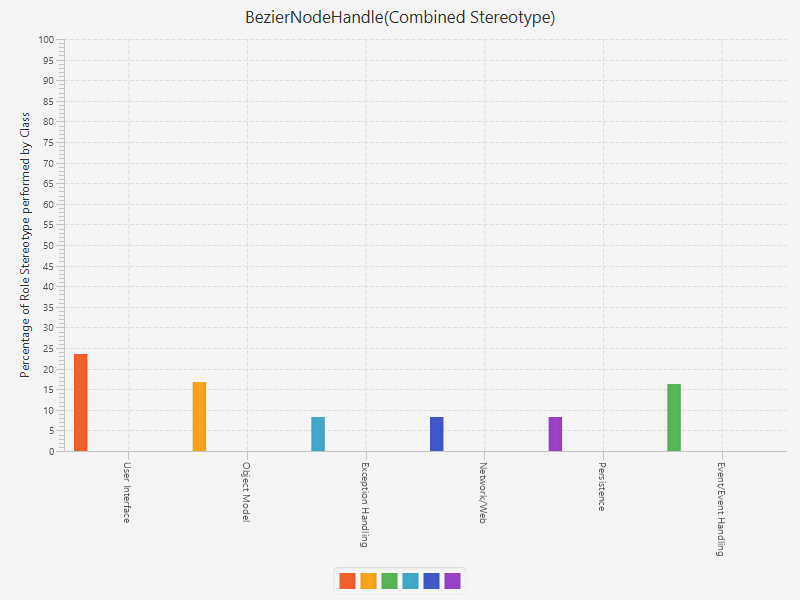 BezierNodeHandle(Combined Stereotype)
Percentage of Role Stereotype performed by Class
100
95
90
85
80
75
70
65
60
55
50
45
40
35
30
25
20
15
10
5
0
User Interface
Object Model
Exception Handling
Network/Web
Persistence
Event/Event Handling